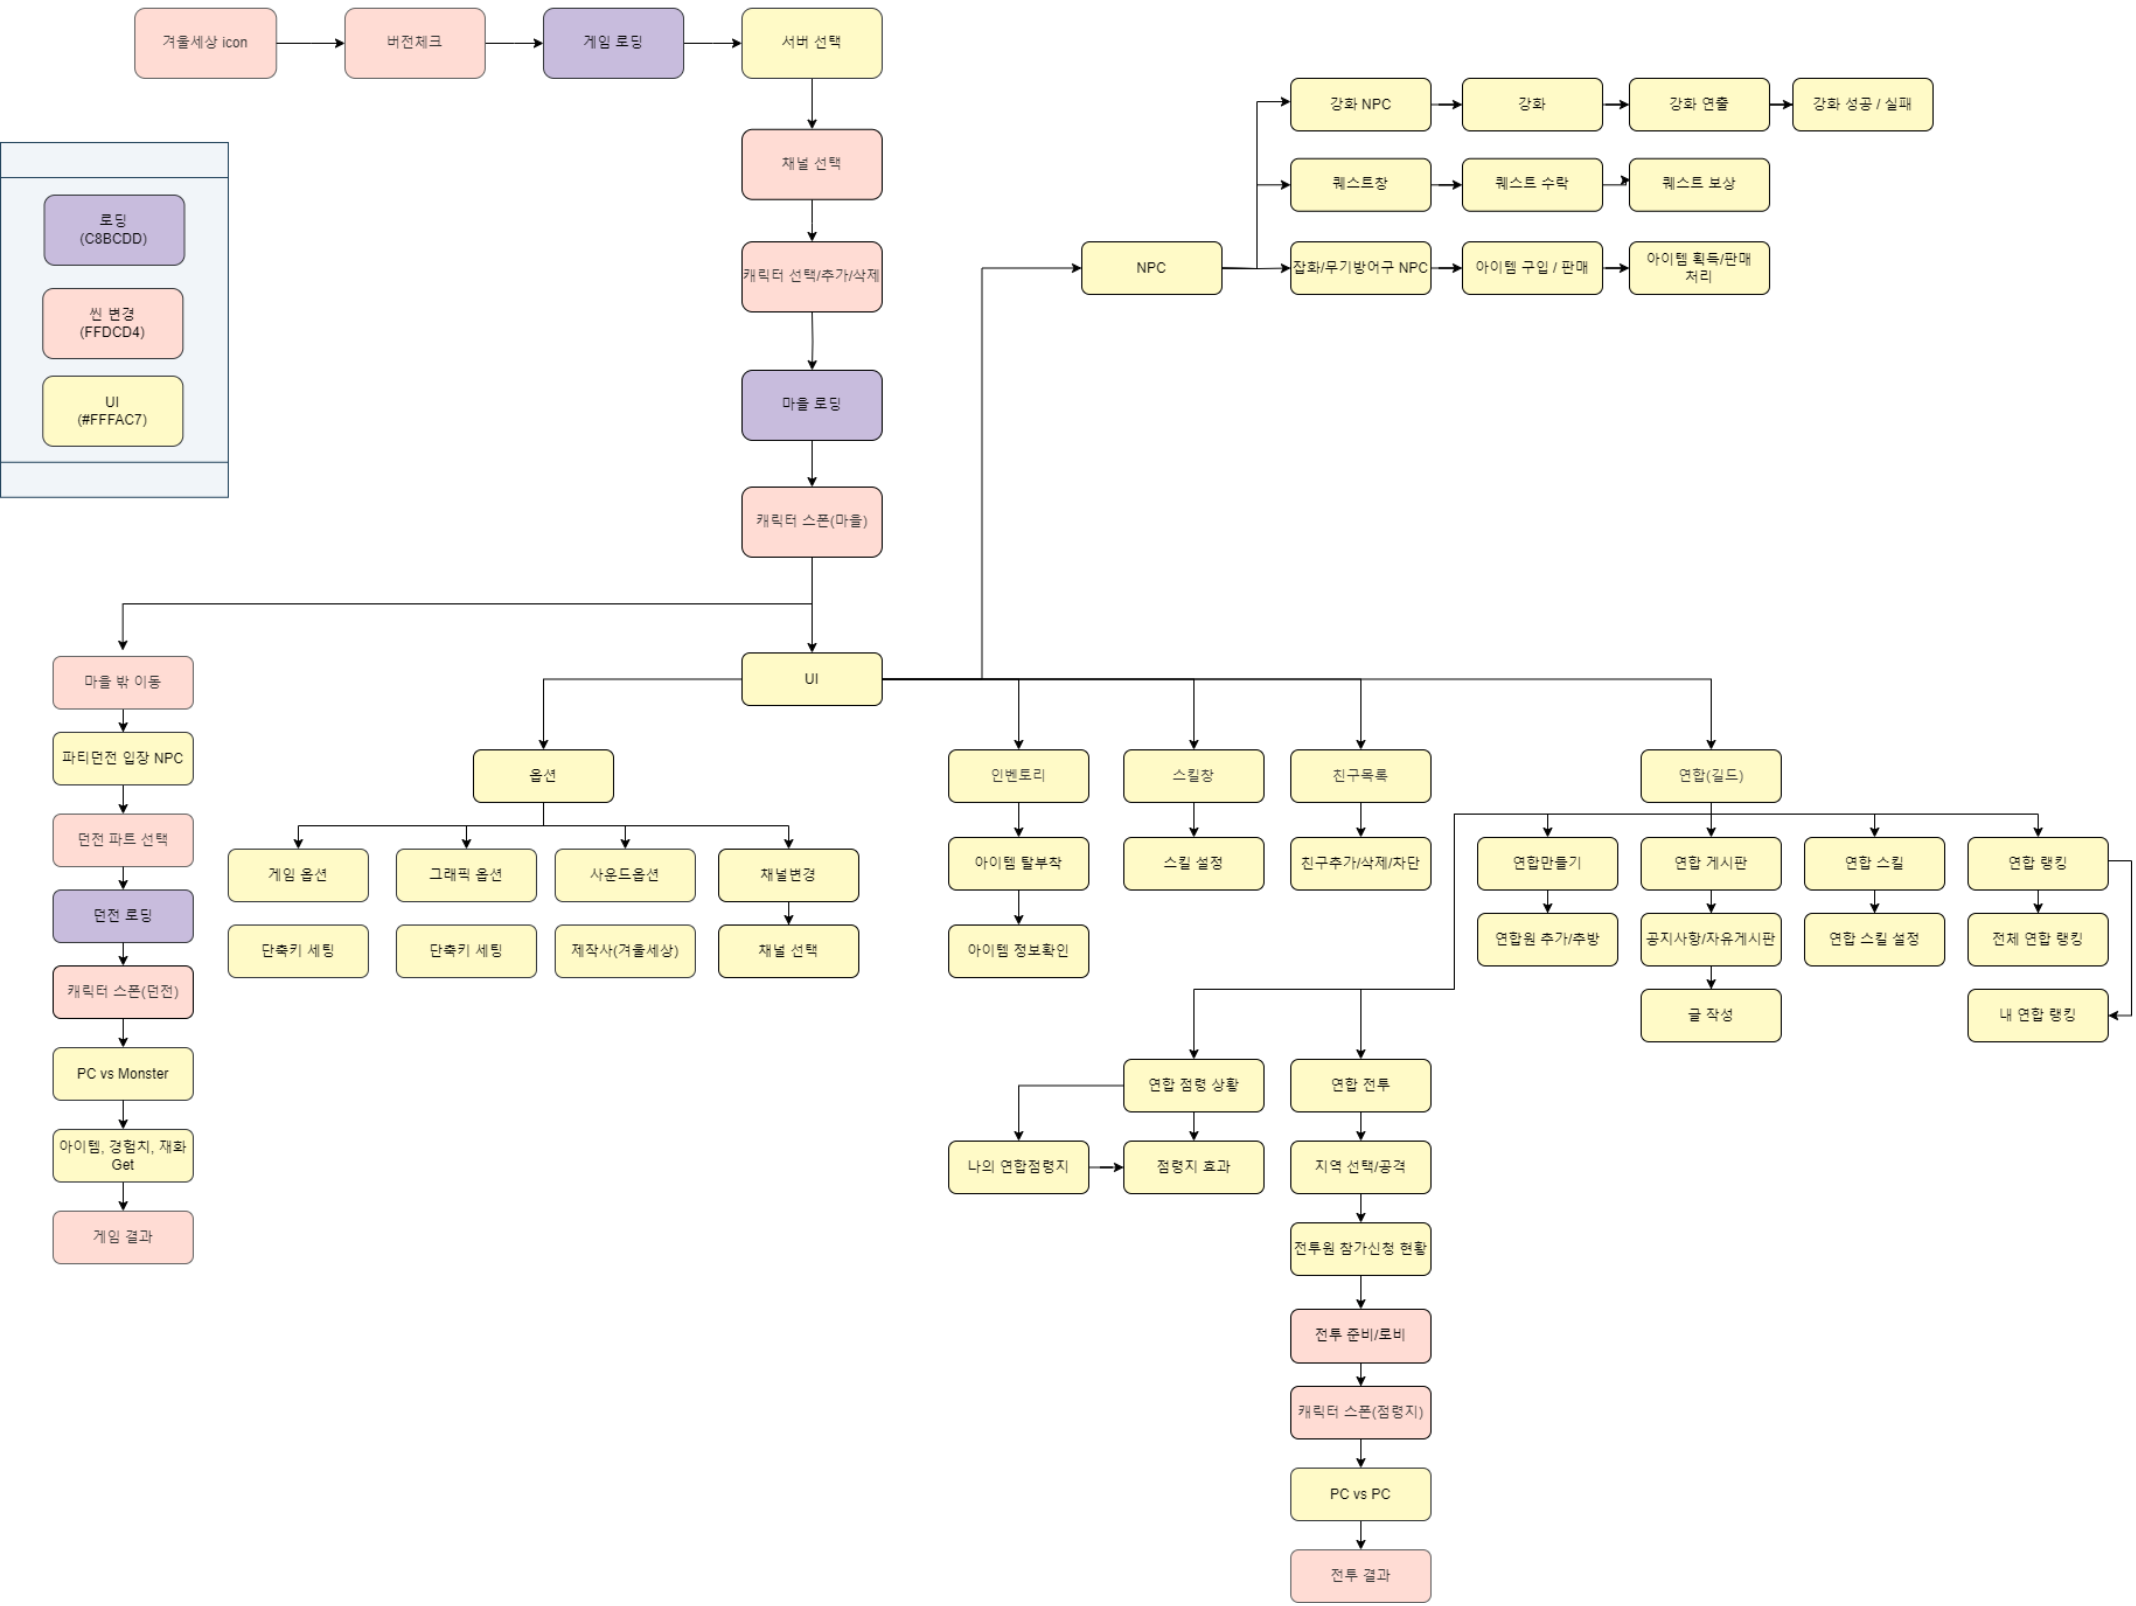 겨울세상 icon
버전체크
게임 로딩
서버 선택
채널 선택
캐릭터 선택/추가/삭제
마을 로딩
캐릭터 스폰(마을)
로딩
(C8BCDD)
씬 변경
(FFDCD4)
UI
(#FFFAC7)
NPC
강화 NPC
강화
강화 연출
강화 성공 / 실패
퀘스트창
퀘스트 수락
퀘스트 보상
잡화/무기방어구 NPC
아이템 구입 / 판매
아이템 획득/판매
처리
마을 밖 이동
파티던전 입장 NPC
던전 파트 선택
던전 로딩
캐릭터 스폰(던전)
PC vs Monster
아이템, 경험치, 재화
Get
게임 결과
UI
옵션
게임 옵션
그래픽 옵션
사운드옵션
채널변경
단축키 세팅
단축키 세팅
제작사(겨울세상)
채널 선택
인벤토리
아이템 탈부착
아이템 정보확인
스킬창
스킬 설정
친구목록
친구추가/삭제/차단
연합(길드)
연합만들기
연합 게시판
연합 스킬
연합 랭킹
연합원 추가/추방
공지사항/자유게시판
연합 스킬 설정
전체 연합 랭킹
글 작성
내 연합 랭킹
연합 점령 상황
연합 전투
나의 연합점령지
점령지 효과
지역 선택/공격
전투원 참가신청 현황
전투 준비/로비
캐릭터 스폰(점령지)
PC vs PC
전투 결과